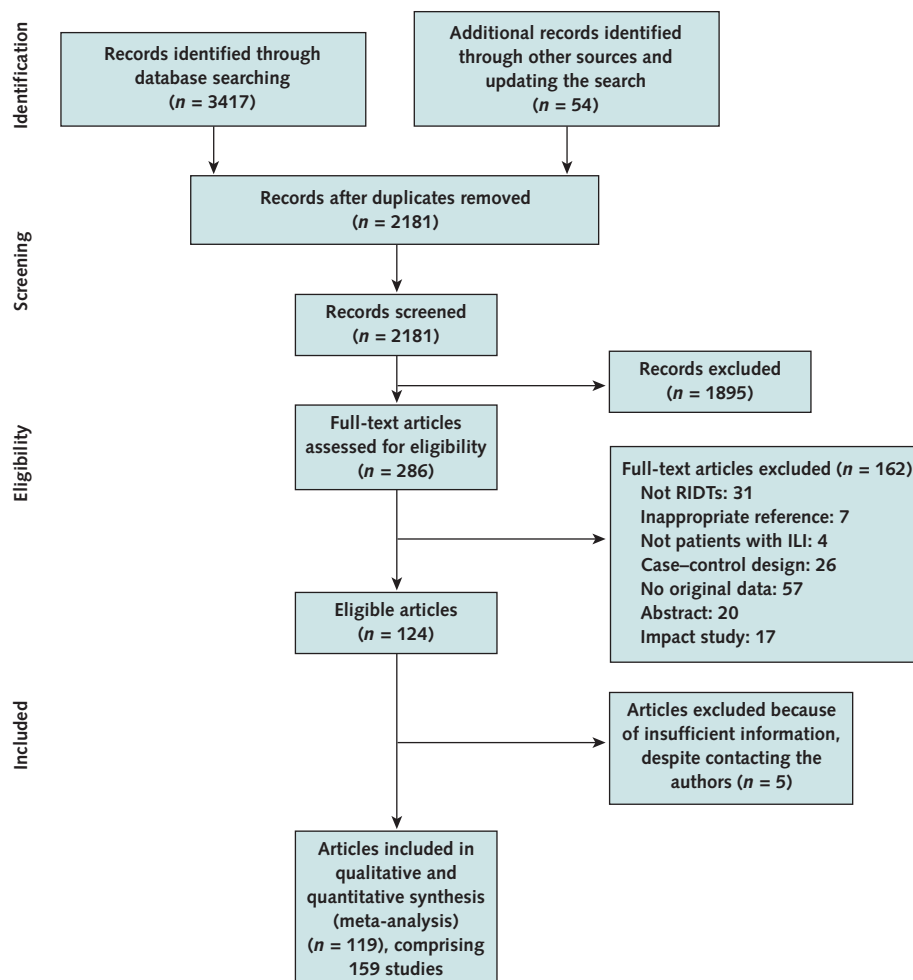 Identification
Records identified through
database searching
(n = 3417)
Additional records identified
through other sources and
updating the search
(n = 54)
Records after duplicates removed
(n = 2181)
Screening
Records screened
(n = 2181)
Records excluded
(n = 1895)
Eligibility
Full-text articles
assessed for eligibility
(n = 286)
Full-text articles excluded (n = 162)
Not RIDTs: 31
Inappropriate reference: 7
Not patients with ILI: 4
Case–control design: 26
No original data: 57
Abstract: 20
Impact study: 17
Eligible articles
(n = 124)
Included
Articles excluded because
of insufficient information,
despite contacting the
authors (n = 5)
Articles included in
qualitative and
quantitative synthesis
(meta-analysis)
(n = 119), comprising
159 studies